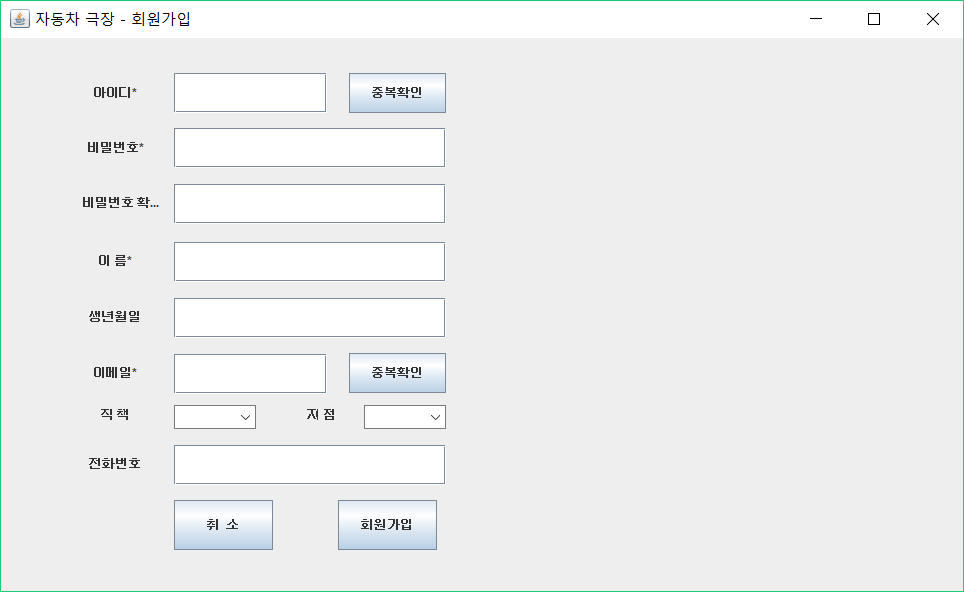 자동차 극장 - 회원가입
아이디* 중복확인
비밀번호*
비밀번호 확...
이 름*
생년월일
이메일* 중복확인
직 책 지 점
전화번호
취 소 회원가입